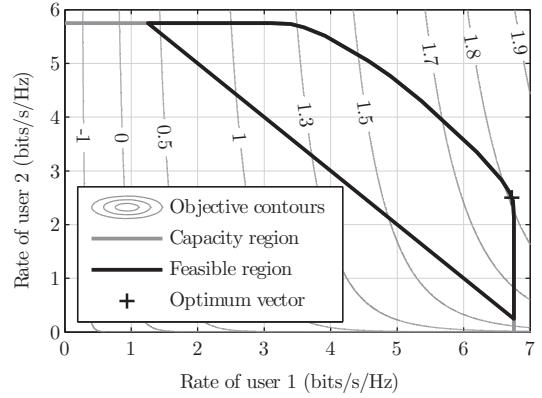 6
5
4
3
2
1
0
Rate of user 2 (bits/s/Hz)
-1
0
0.5
1
1.3
1.5
1.7
1.8
1.9
Objective contours
Capacity region
Feasible region
Optimum vector
0 1 2 3 4 5 6 7
Rate of user 1 (bits/s/Hz)